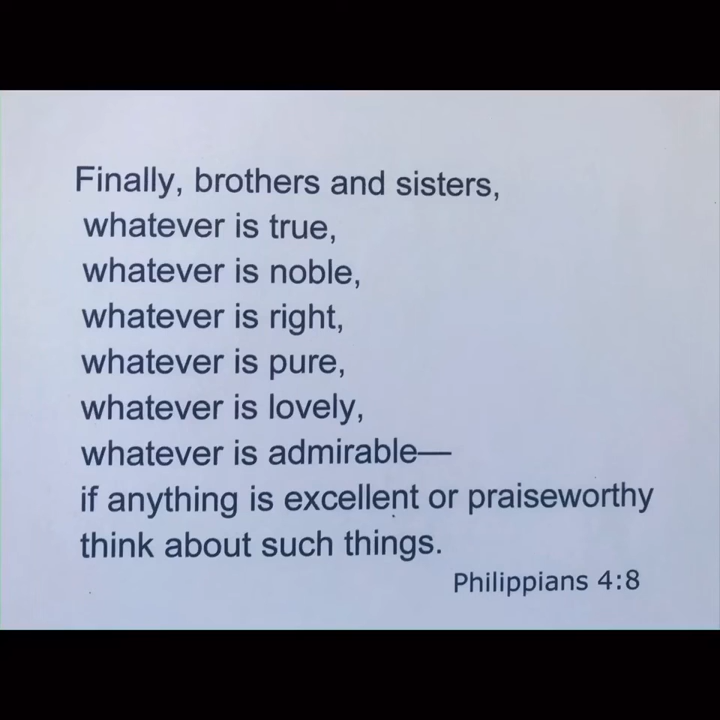 Finally, brothers and sisters,
whatever is true,
whatever is noble,
whatever is right,
whatever is pure,
whatever is lovely,
whatever is admirable—
if anything is excellent or praiseworthy
think about such things.
Philippians 4:8